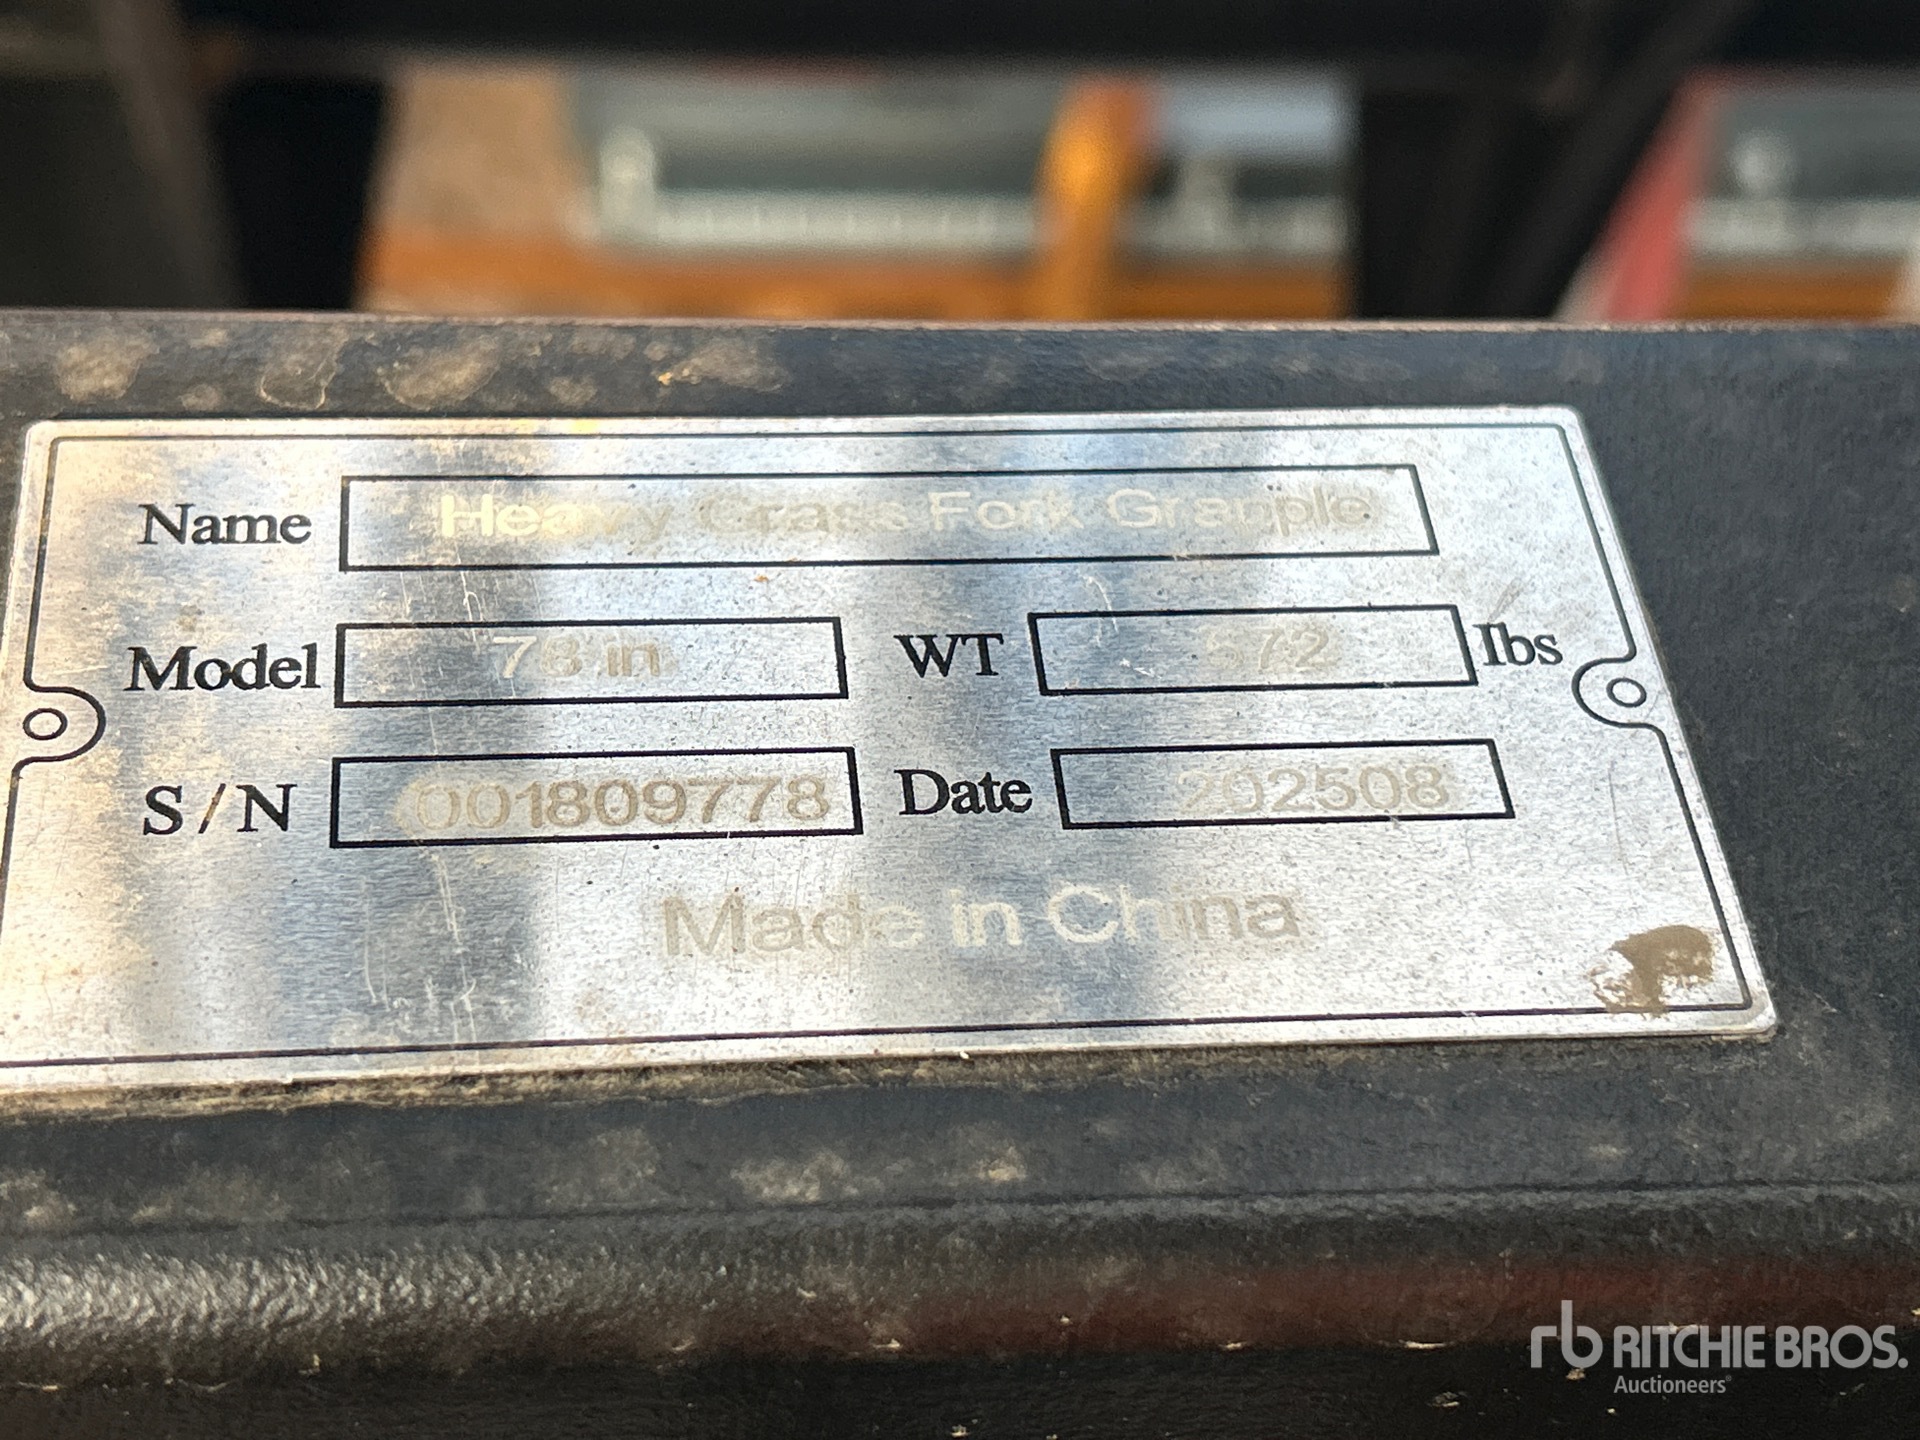 Name Heavy Grass Fork Grapple
Model 78 in WT 572 lbs
S/N 001809778 Date 202508
Made in China
rb RITCHIE BROS.
Auctioneers®